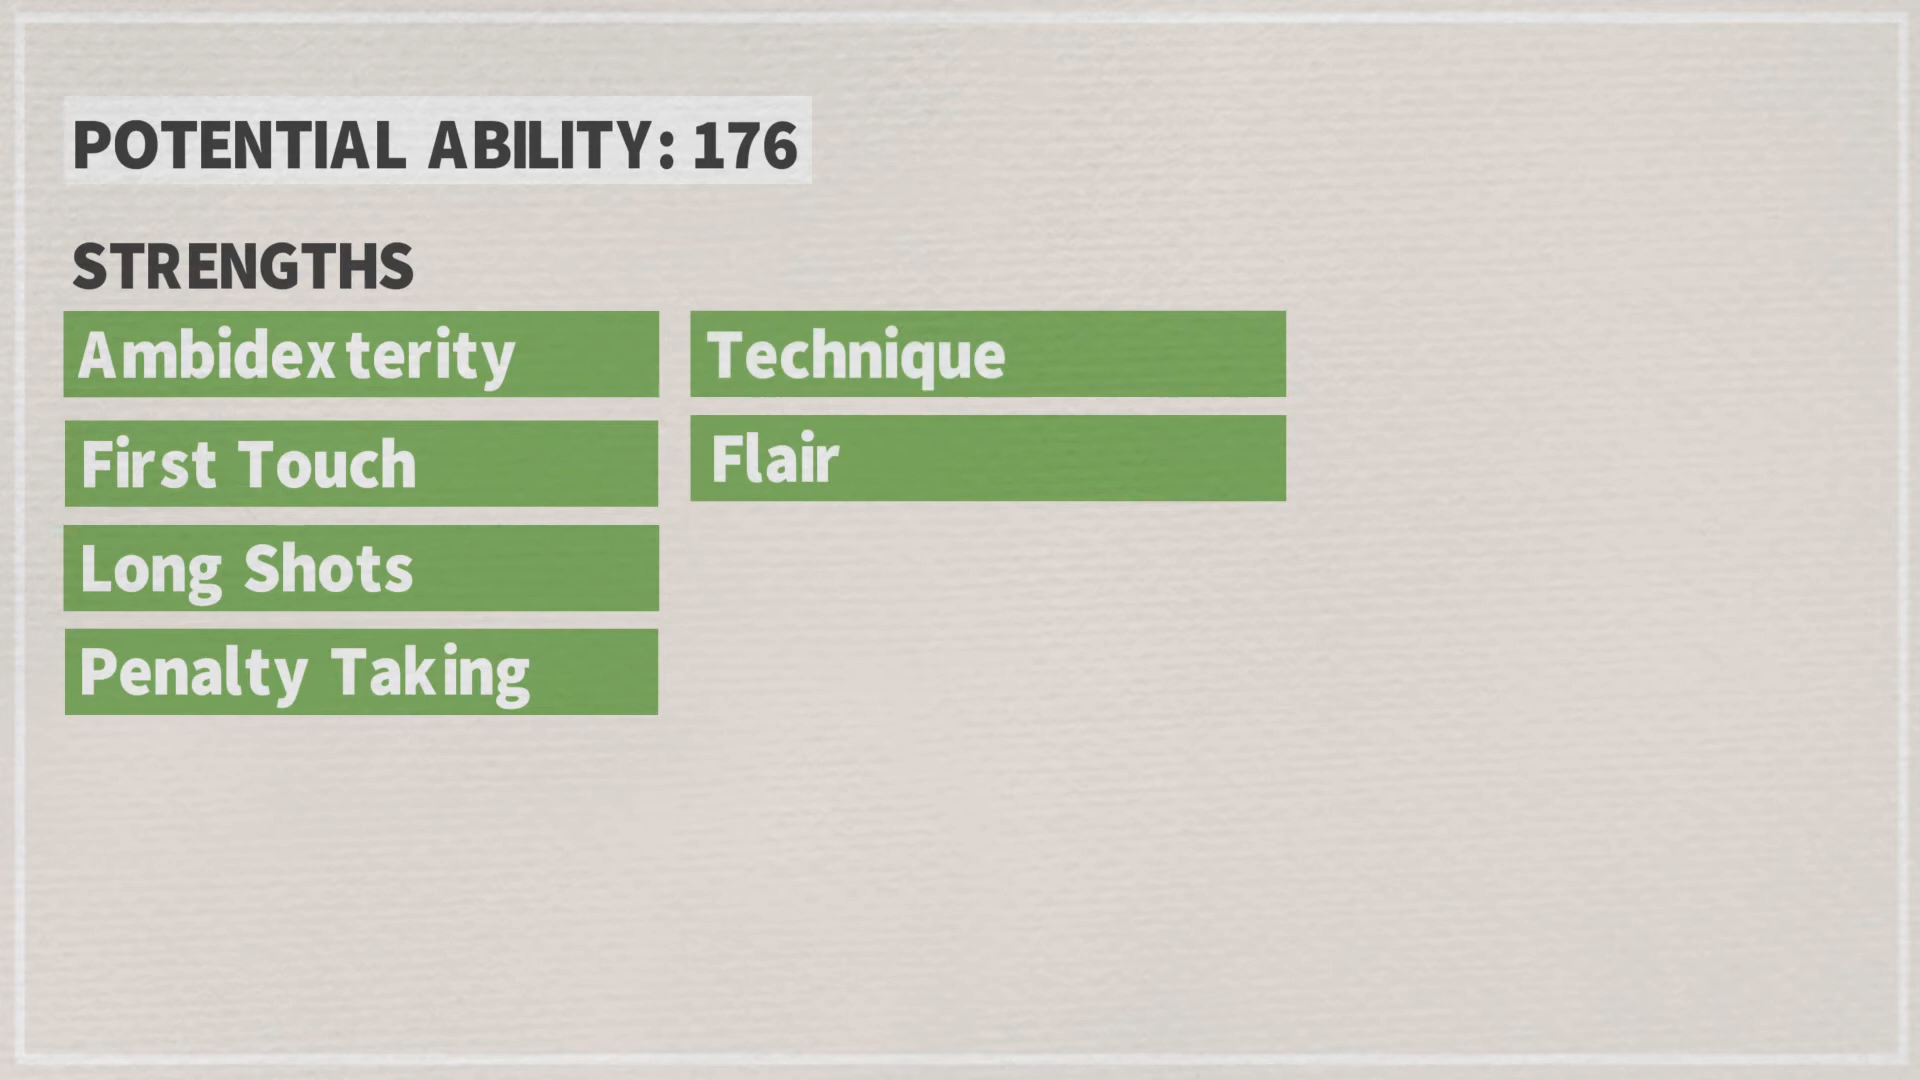 POTENTIAL ABILITY: 176
STRENGTHS
Ambidexterity
First Touch
Long Shots
Penalty Taking
Technique
Flair